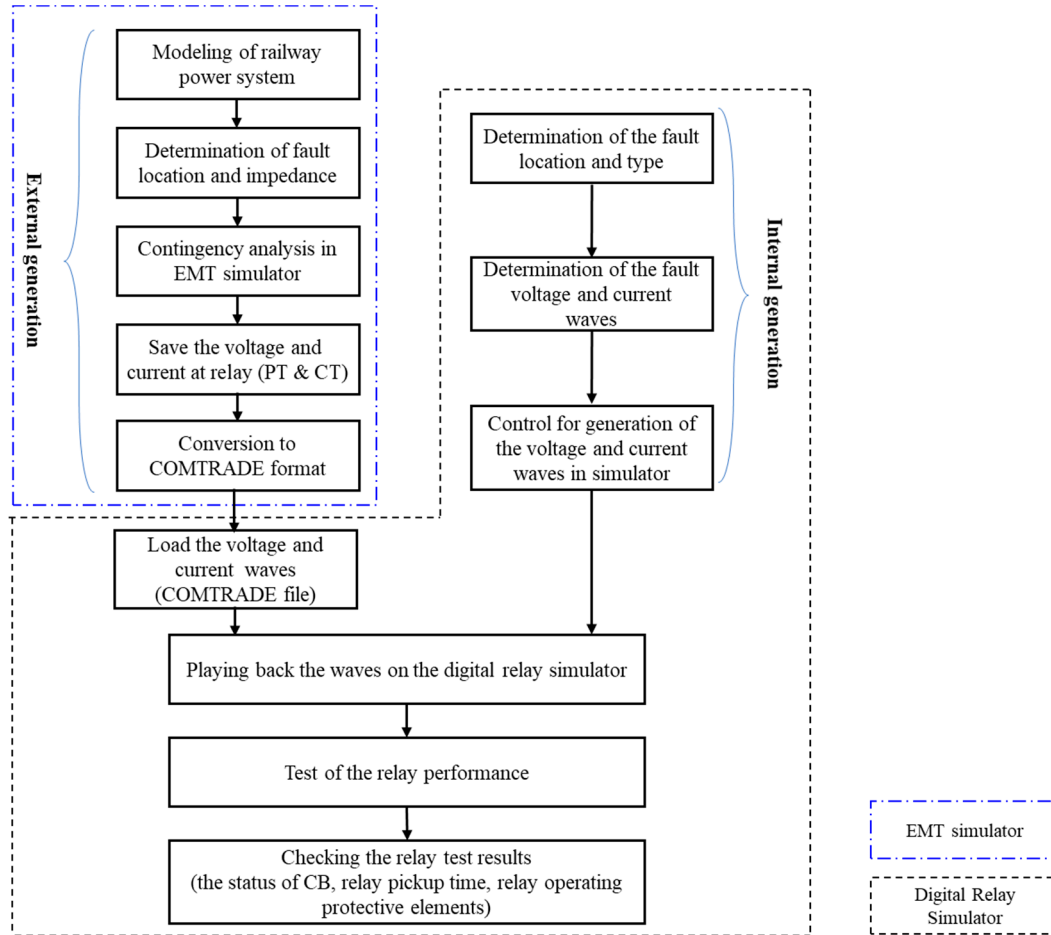 Modeling of railway
power system
Determination of fault
location and impedance
Contingency analysis in
EMT simulator
Save the voltage and
current at relay (PT & CT)
Conversion to
COMTRADE format
External generation
Load the voltage and
current waves
(COMTRADE file)
Determination of the fault
location and type
Determination of the fault
voltage and current
waves
Control for generation of
the voltage and current
waves in simulator
Internal generation
Playing back the waves on the digital relay simulator
Test of the relay performance
Checking the relay test results
(the status of CB, relay pickup time, relay operating
protective elements)
EMT simulator
Digital Relay
Simulator